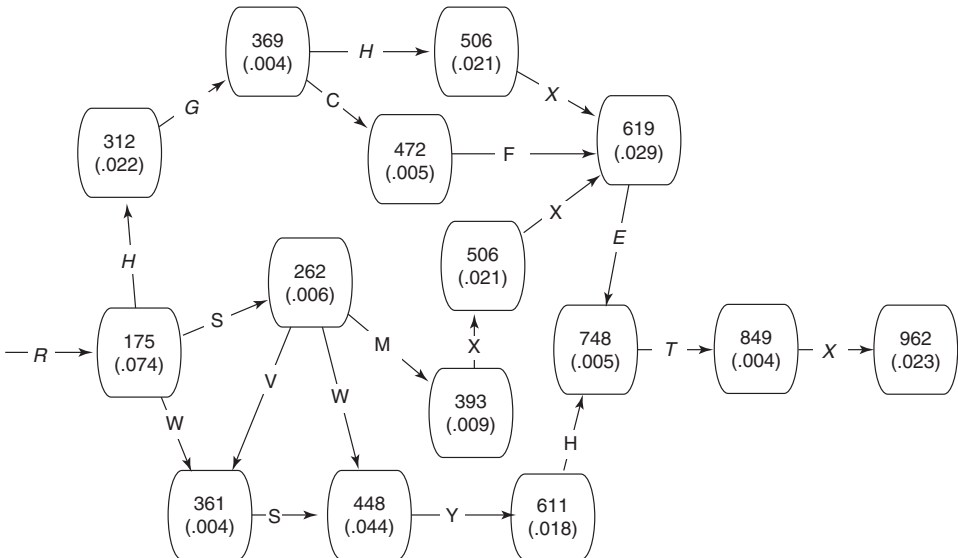 369
(.004)
H
506
(.021)
G
C
X
312
(.022)
472
(.005)
F
619
(.029)
X
H
262
(.006)
506
(.021)
E
S
R
175
(.074)
M
X
748
(.005)
T
849
(.004)
X
962
(.023)
V
W
393
(.009)
W
H
361
(.004)
S
448
(.044)
Y
611
(.018)